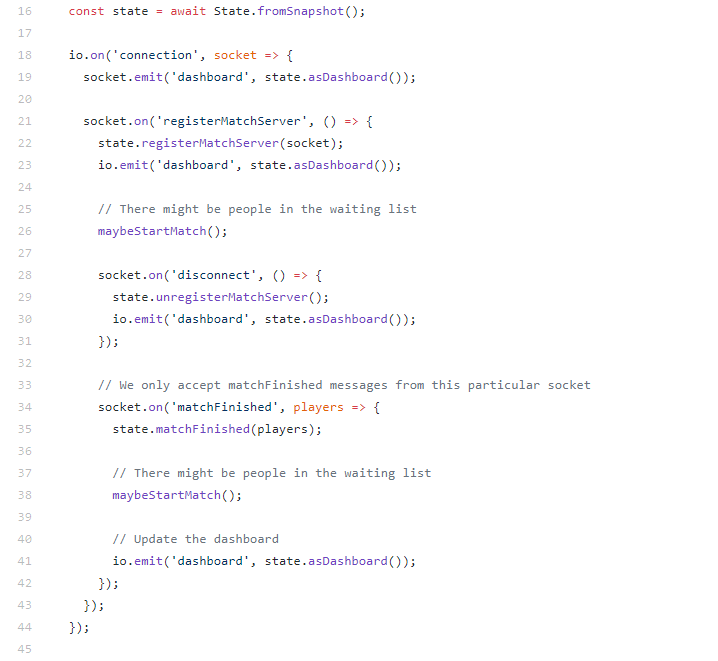 16 const state = await State.fromSnapshot();
17
18 io.on('connection', socket => {
19 socket.emit('dashboard', state.asDashboard());
20
21 socket.on('registerMatchServer', () => {
22 state.registerMatchServer(socket);
23 io.emit('dashboard', state.asDashboard());
24
25 // There might be people in the waiting list
26 maybeStartMatch();
27
28 socket.on('disconnect', () => {
29 state.unregisterMatchServer();
30 io.emit('dashboard', state.asDashboard());
31 });
32
33 // We only accept matchFinished messages from this particular socket
34 socket.on('matchFinished', players => {
35 state.matchFinished(players);
36
37 // There might be people in the waiting list
38 maybeStartMatch();
39
40 // Update the dashboard
41 io.emit('dashboard', state.asDashboard());
42 });
43 });
44 });
45